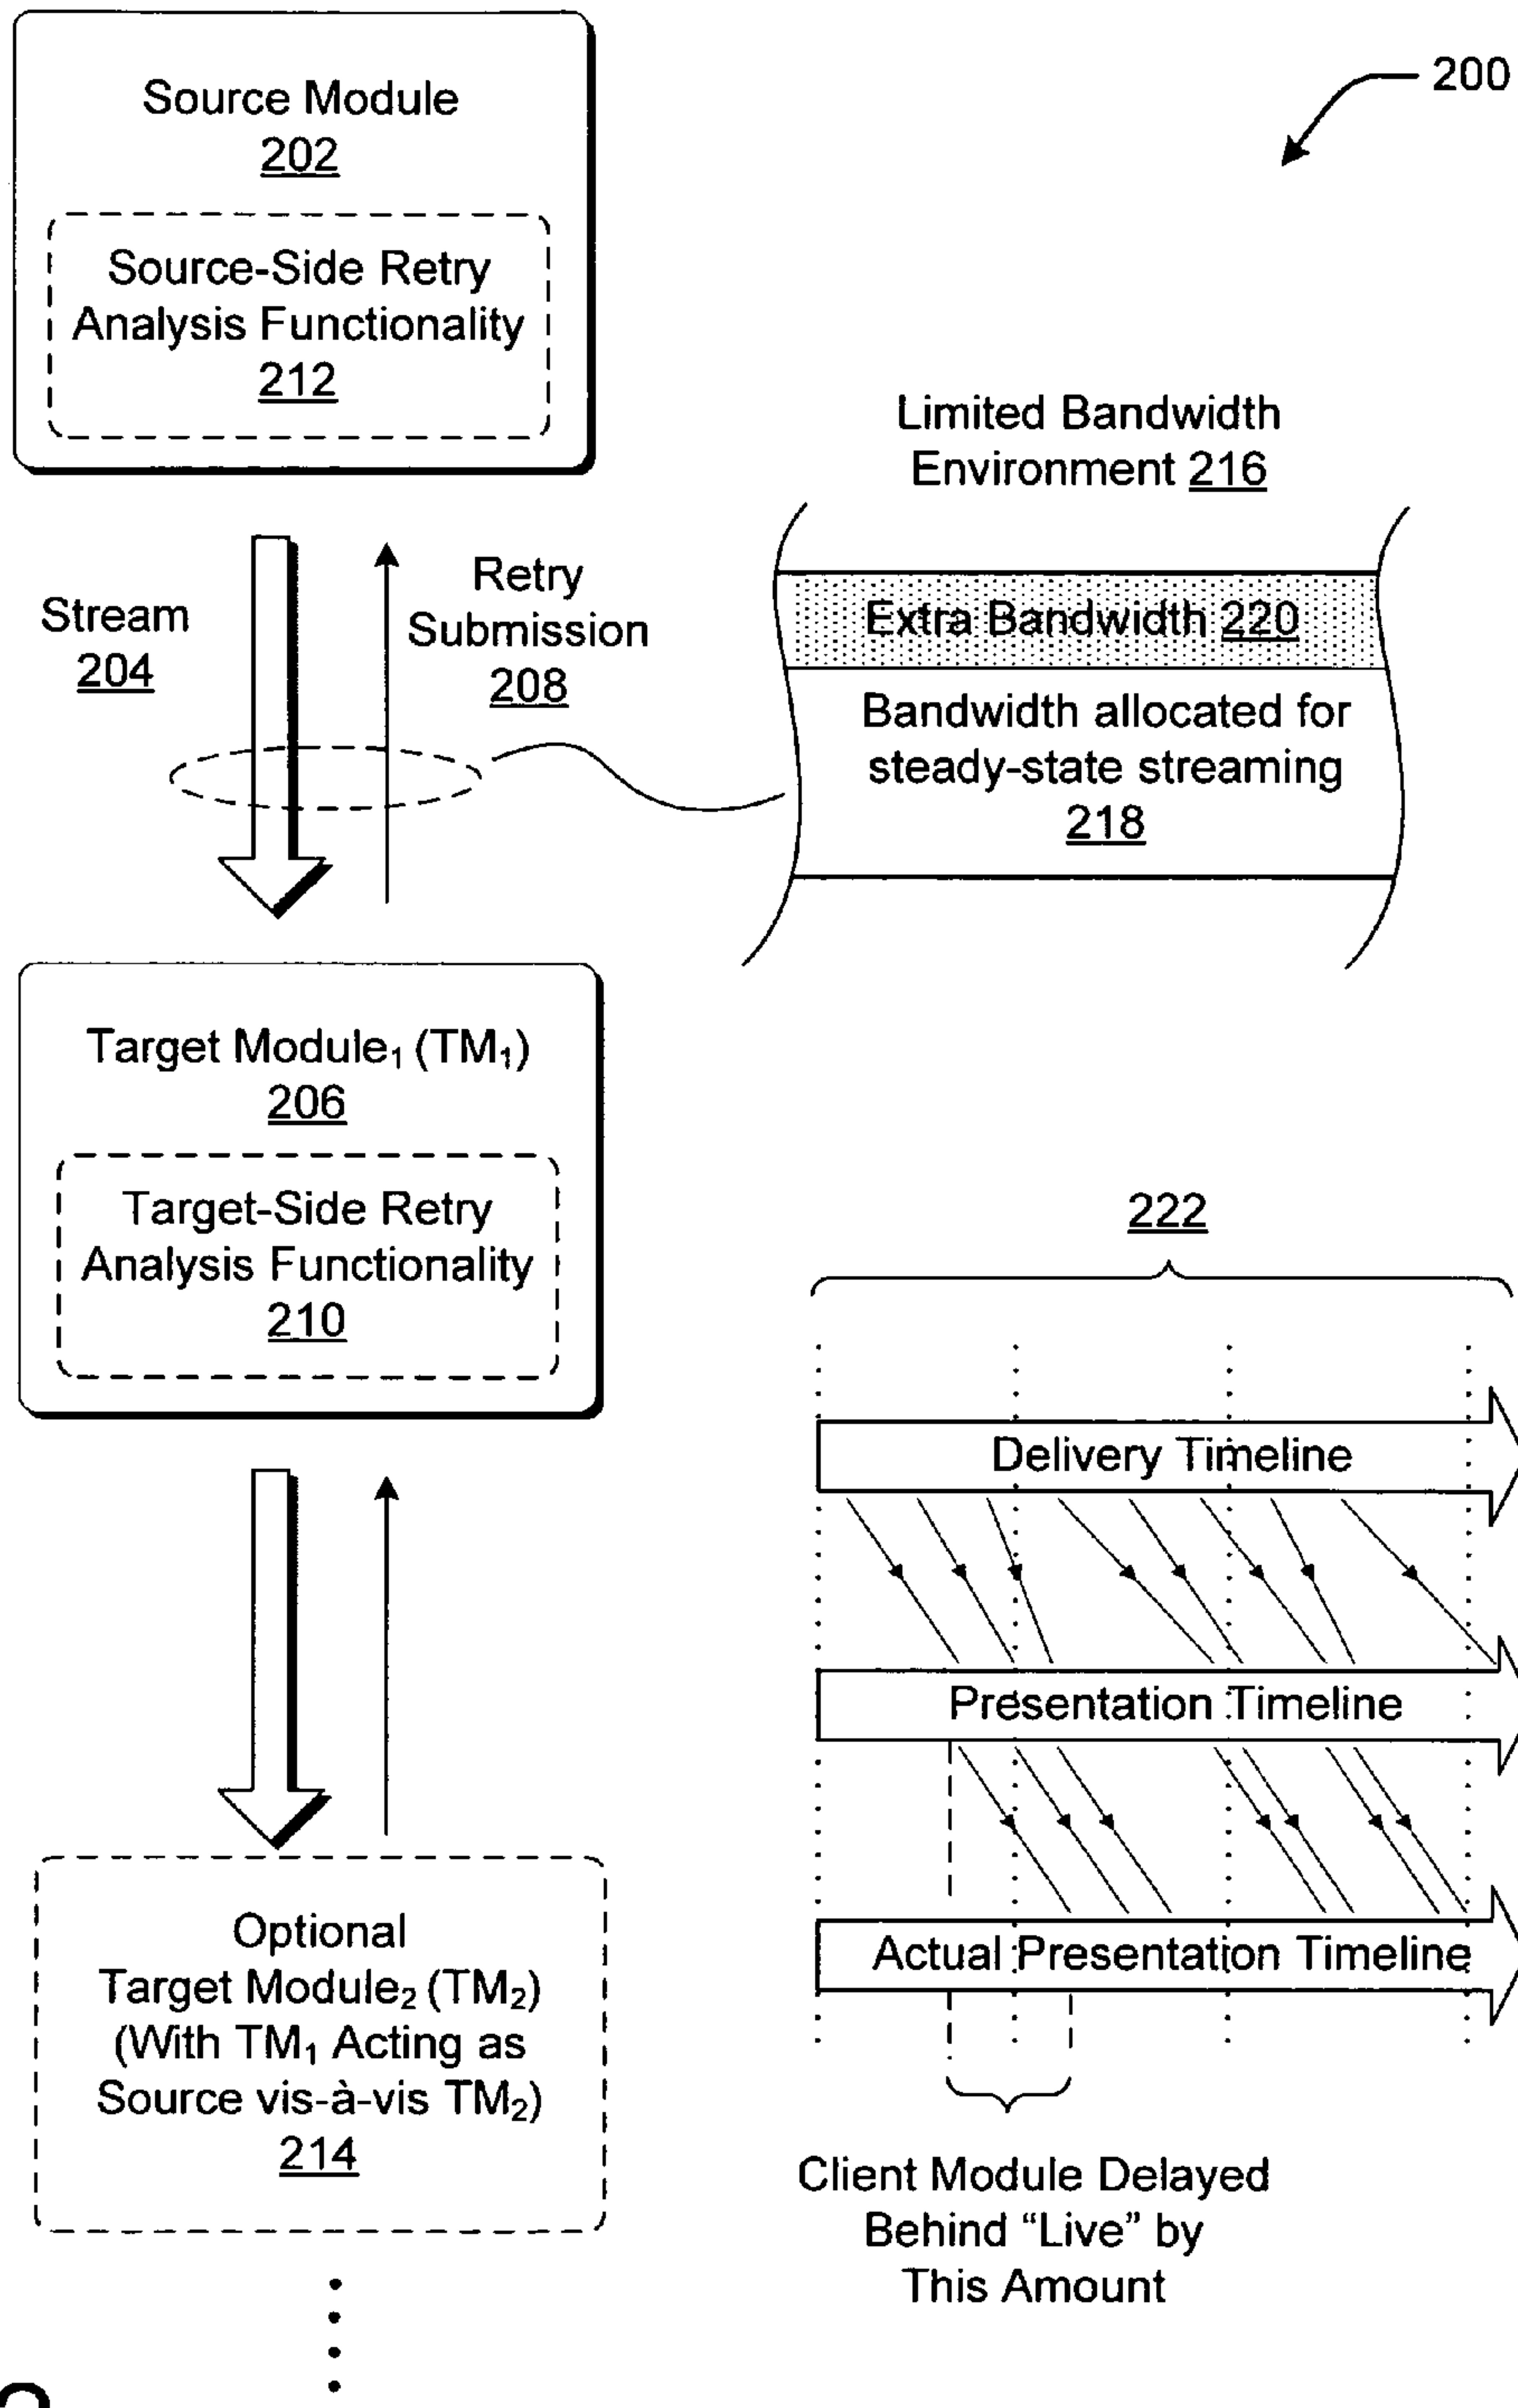 200
Source Module
202
Source-Side Retry
Analysis Functionality
212
Limited Bandwidth
Environment 216
Stream
204
Retry
Submission
208
Extra Bandwidth 220
Bandwidth allocated for
steady-state streaming
218
Target Module₁ (TM₁)
206
Target-Side Retry
Analysis Functionality
210
222
Delivery Timeline
Presentation Timeline
Actual Presentation Timeline
Optional
Target Module₂ (TM₂)
(With TM₁ Acting as
Source vis-à-vis TM₂)
214
Client Module Delayed
Behind “Live” by
This Amount